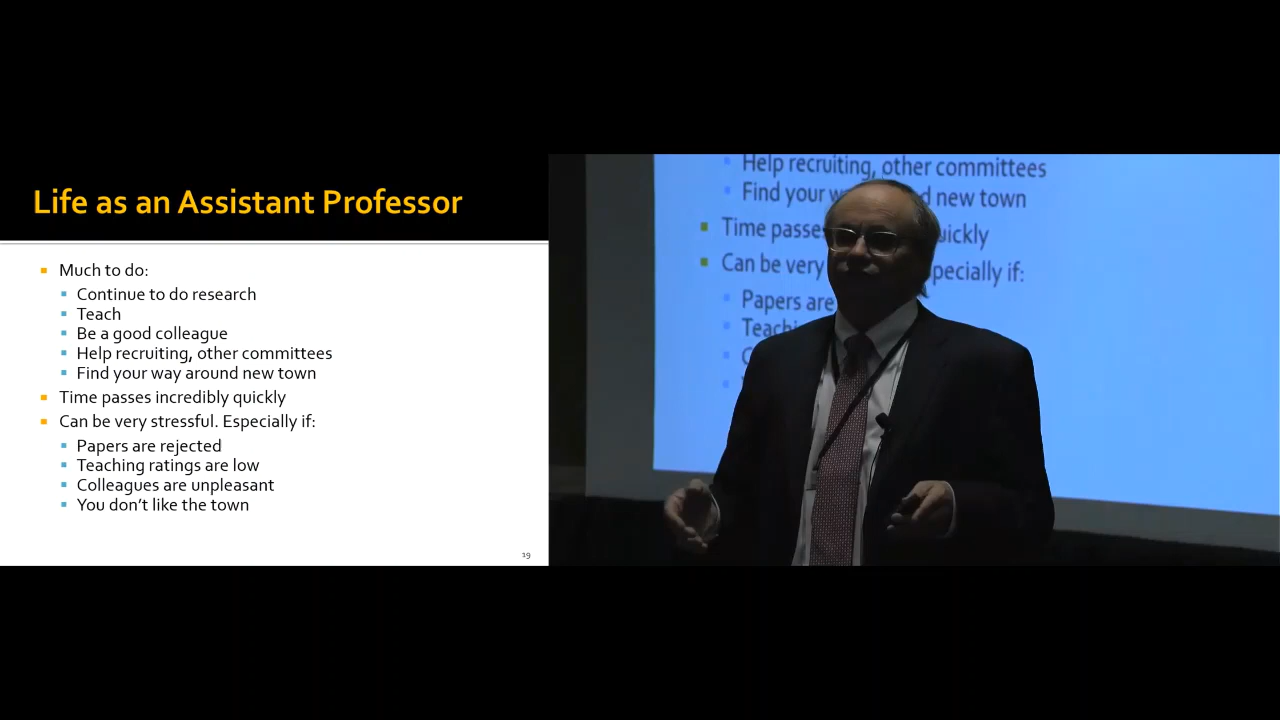 Life as an Assistant Professor
Much to do:
Continue to do research
Teach
Be a good colleague
Help recruiting, other committees
Find your way around new town
Time passes incredibly quickly
Can be very stressful. Especially if:
Papers are rejected
Teaching ratings are low
Colleagues are unpleasant
You don't like the town
19
Help recruiting, other committees
Find your new town
Time quickly
Can be very especially if:
Papers are